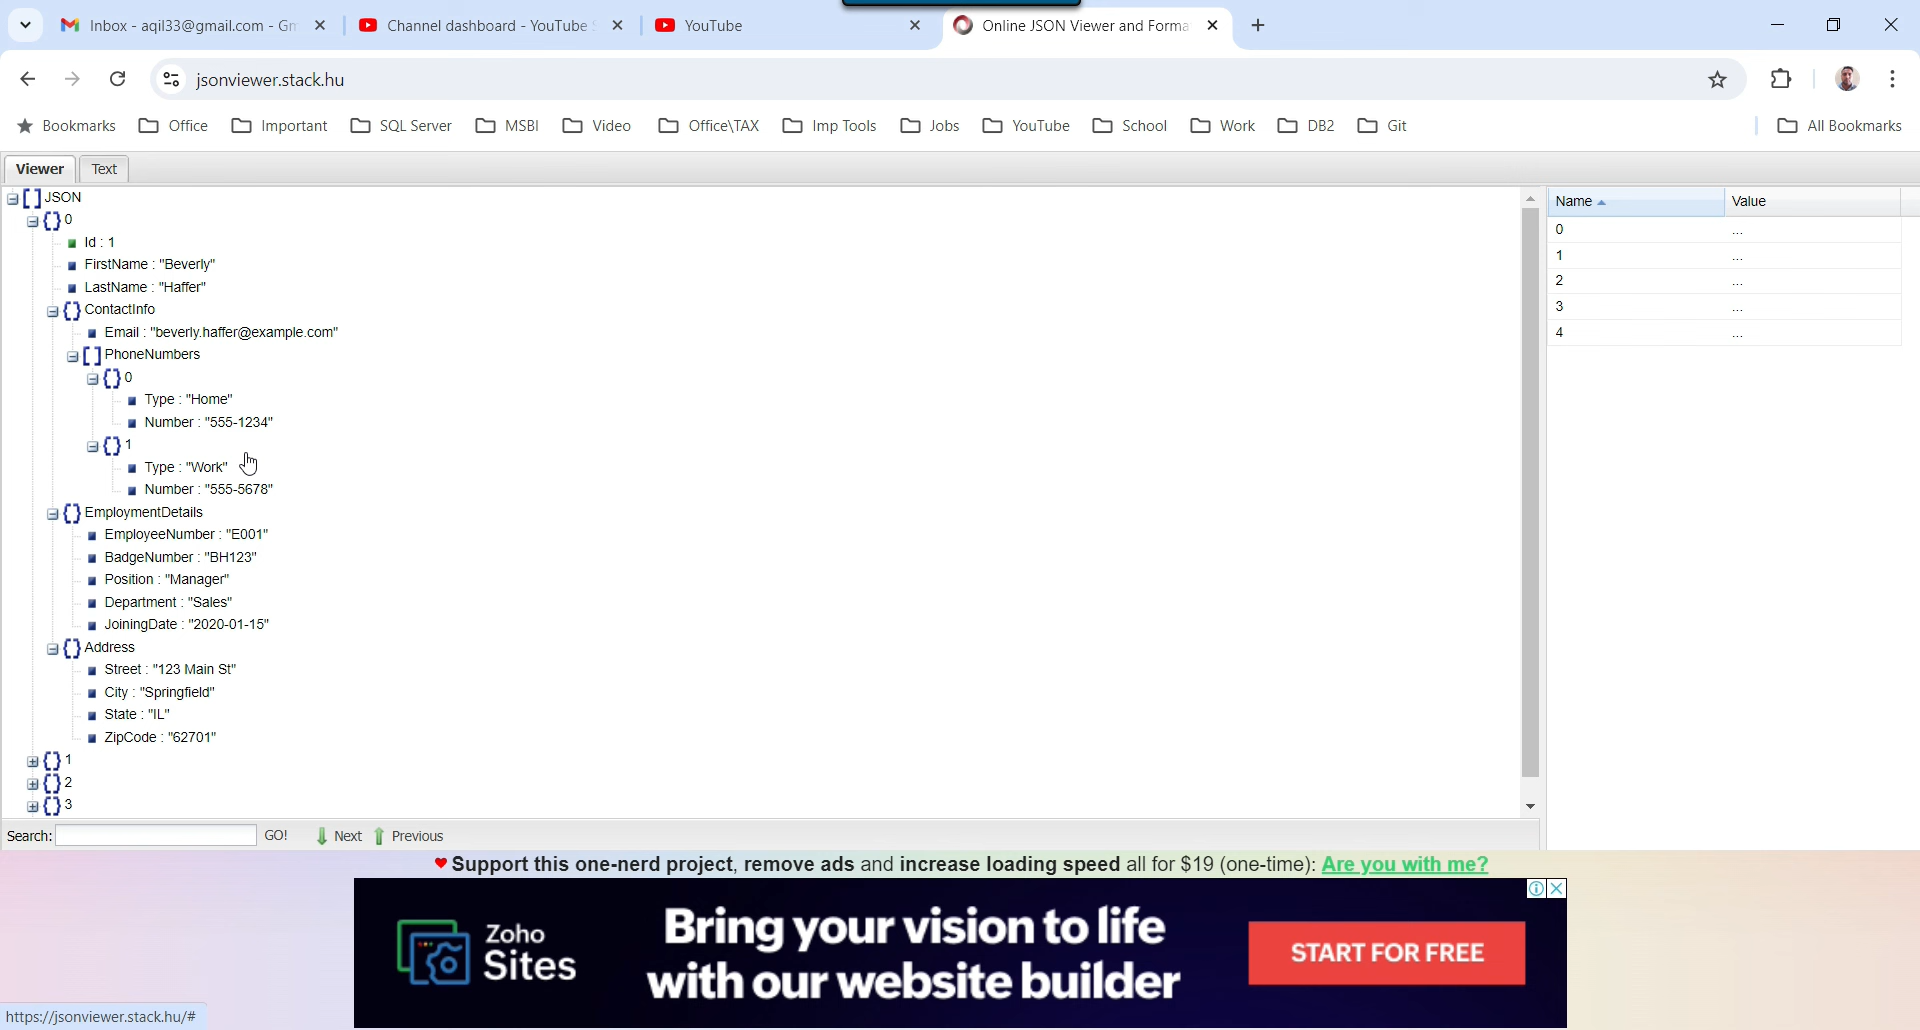 Inbox - aqil33@gmail.com - Gm
Channel dashboard - YouTube S
YouTube
Online JSON Viewer and Forma
jsonviewer.stack.hu
Bookmarks
Office
Important
SQL Server
MSBI
Video
Office\TAX
Imp Tools
Jobs
YouTube
School
Work
DB2
Git
All Bookmarks
Viewer
Text
JSON
0
Id : 1
FirstName : "Beverly"
LastName : "Haffer"
ContactInfo
Email : "beverly.haffer@example.com"
PhoneNumbers
0
Type : "Home"
Number : "555-1234"
1
Type : "Work"
Number : "555-5678"
EmploymentDetails
EmployeeNumber : "E001"
BadgeNumber : "BH123"
Position : "Manager"
Department : "Sales"
JoiningDate : "2020-01-15"
Address
Street : "123 Main St"
City : "Springfield"
State : "IL"
ZipCode : "62701"
1
2
3
Name Value
0 ...
1 ...
2 ...
3 ...
4 ...
Search: GO! Next Previous
Support this one-nerd project, remove ads and increase loading speed all for $19 (one-time): Are you with me?
Zoho
Sites
Bring your vision to life
with our website builder
START FOR FREE
https://jsonviewer.stack.hu/#